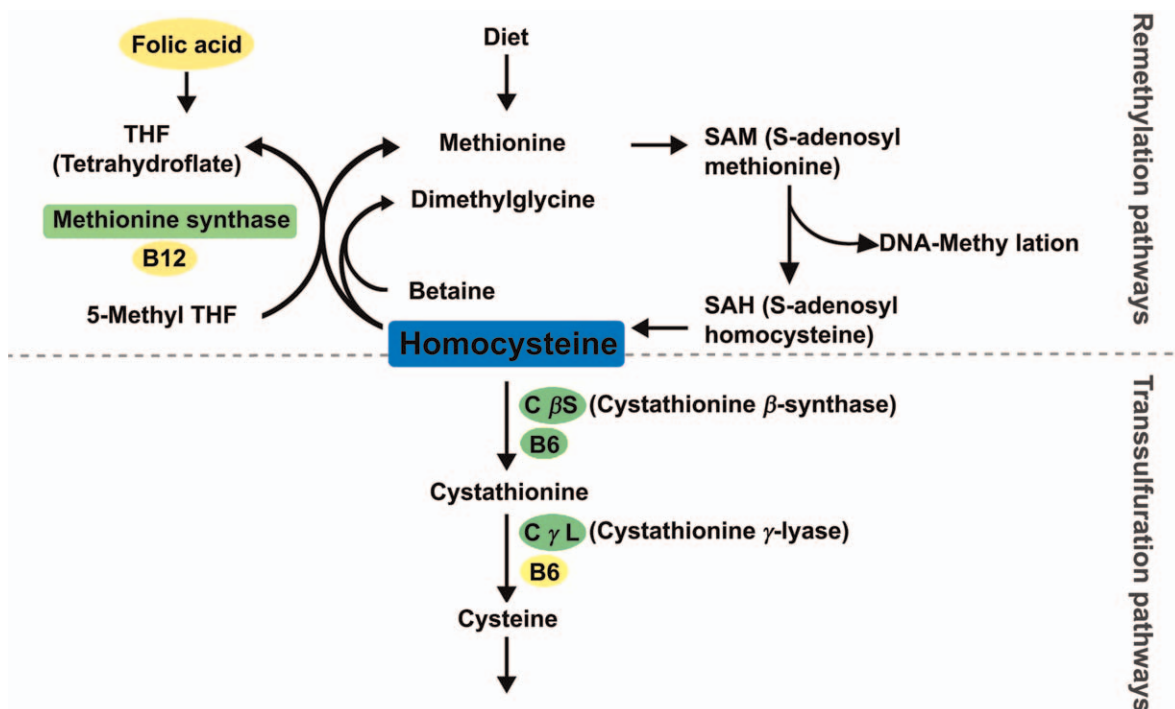 Folic acid
Diet
THF
(Tetrahydroflate)
Methionine
SAM (S-adenosyl
methionine)
Dimethylglycine
Methionine synthase
B12
DNA-Methy lation
Betaine
5-Methyl THF
SAH (S-adenosyl
homocysteine)
Homocysteine
Remethylation pathways
C βS (Cystathionine β-synthase)
B6
Cystathionine
C γ L (Cystathionine γ-lyase)
B6
Cysteine
Transsulfuration pathways